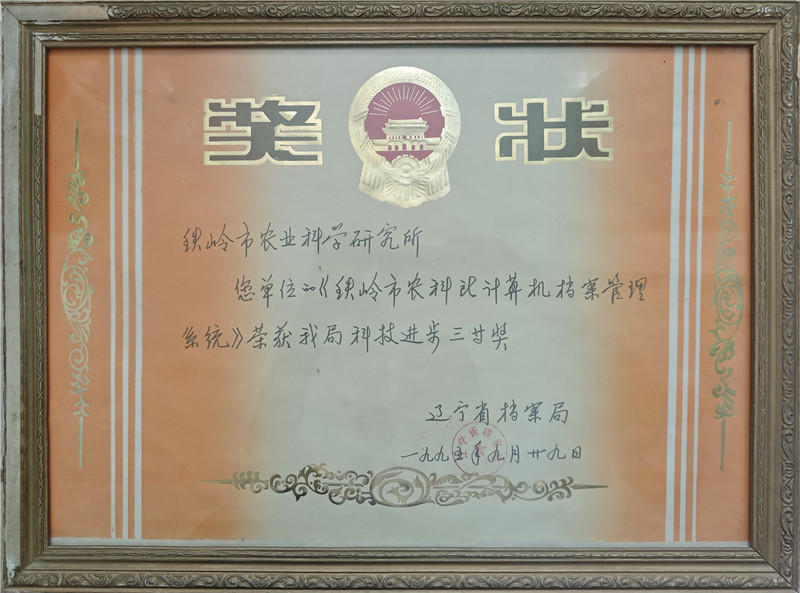 奖状
铁岭市农业科学研究所
您单位的《铁岭市农科所计算机档案管理
系统》荣获我局科技进步三等奖
辽宁省档案局
一九九五年九月廿九日